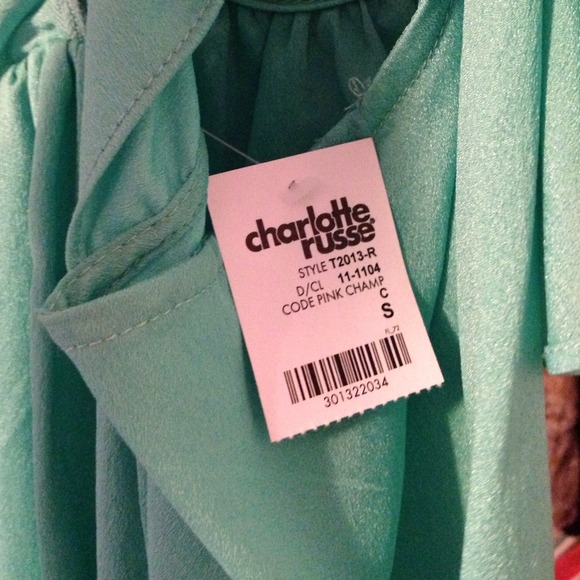 charlotte
russe®
STYLE T2013-R
D/CL 11-1104
CODE PINK CHAMP
C
S
301322034